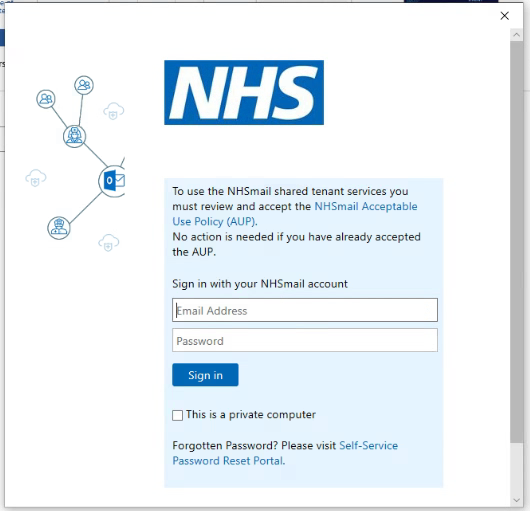 NHS
To use the NHSmail shared tenant services you
must review and accept the NHSmail Acceptable
Use Policy (AUP).
No action is needed if you have already accepted
the AUP.
Sign in with your NHSmail account
Email Address
Password
Sign in
This is a private computer
Forgotten Password? Please visit Self-Service
Password Reset Portal.